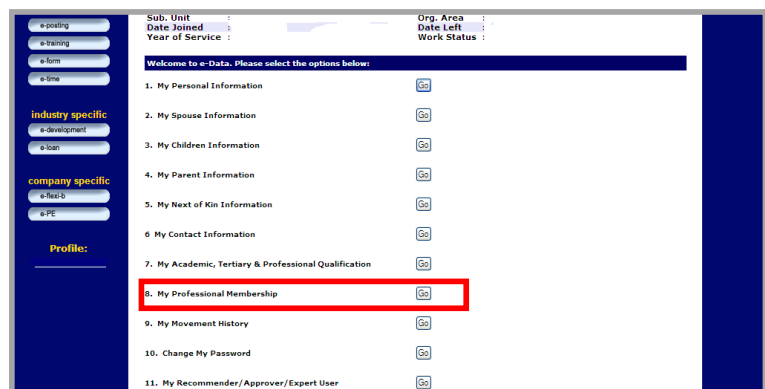 e-posting
e-training
e-form
e-time
industry specific
e-development
e-loan
company specific
e-flexi-b
e-PE
Profile:
Sub. Unit : Org. Area :
Date Joined : Date Left :
Year of Service : Work Status :
Welcome to e-Data. Please select the options below:
1. My Personal Information Go
2. My Spouse Information Go
3. My Children Information Go
4. My Parent Information Go
5. My Next of Kin Information Go
6 My Contact Information Go
7. My Academic, Tertiary & Professional Qualification Go
8. My Professional Membership Go
9. My Movement History Go
10. Change My Password Go
11. My Recommender/Approver/Expert User Go